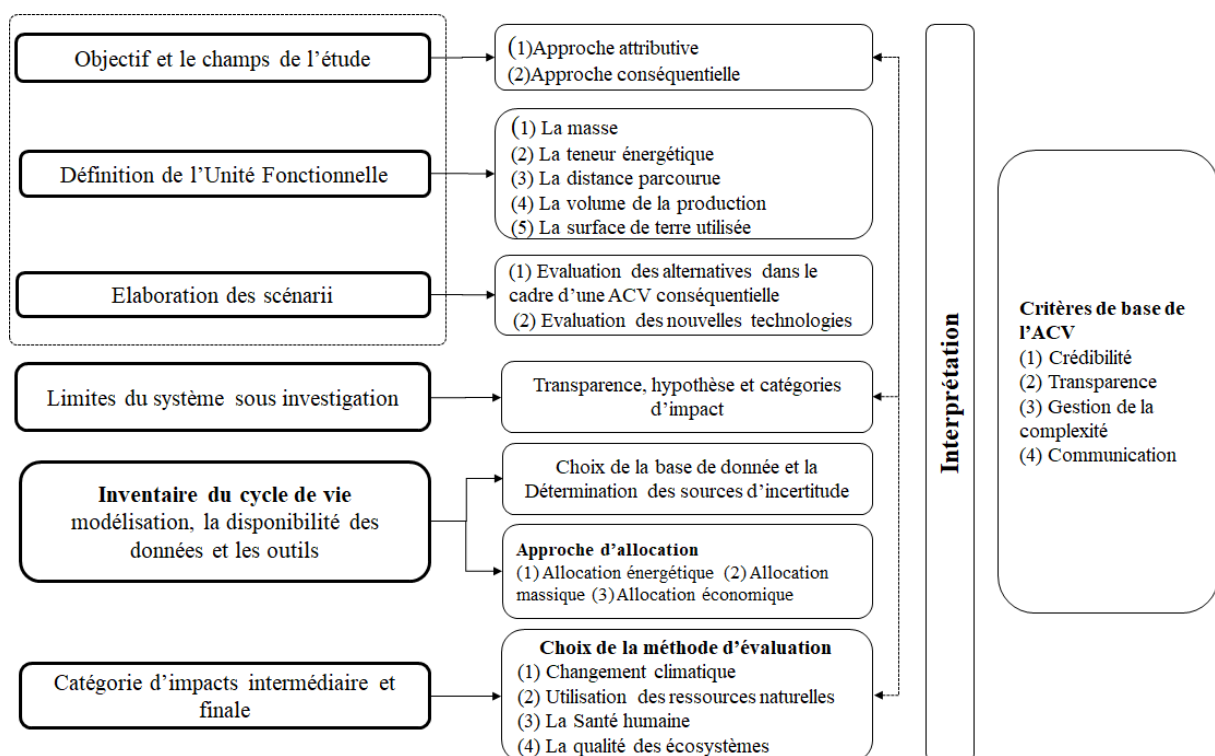 Objectif et le champs de l’étude
(1)Approche attributive
(2)Approche conséquentielle
Définition de l’Unité Fonctionnelle
(1) La masse
(2) La teneur énergétique
(3) La distance parcourue
(4) La volume de la production
(5) La surface de terre utilisée
Elaboration des scénarii
(1) Evaluation des alternatives dans le
cadre d’une ACV conséquentielle
(2) Evaluation des nouvelles technologies
Limites du système sous investigation
Transparence, hypothèse et catégories
d’impact
Inventaire du cycle de vie
modélisation, la disponibilité des
données et les outils
Choix de la base de donnée et la
Détermination des sources d’incertitude
Approche d’allocation
(1) Allocation énergétique (2) Allocation
massique (3) Allocation économique
Catégorie d’impacts intermédiaire et
finale
Choix de la méthode d’évaluation
(1) Changement climatique
(2) Utilisation des ressources naturelles
(3) La Santé humaine
(4) La qualité des écosystèmes
Interprétation
Critères de base de
l’ACV
(1) Crédibilité
(2) Transparence
(3) Gestion de la
complexité
(4) Communication